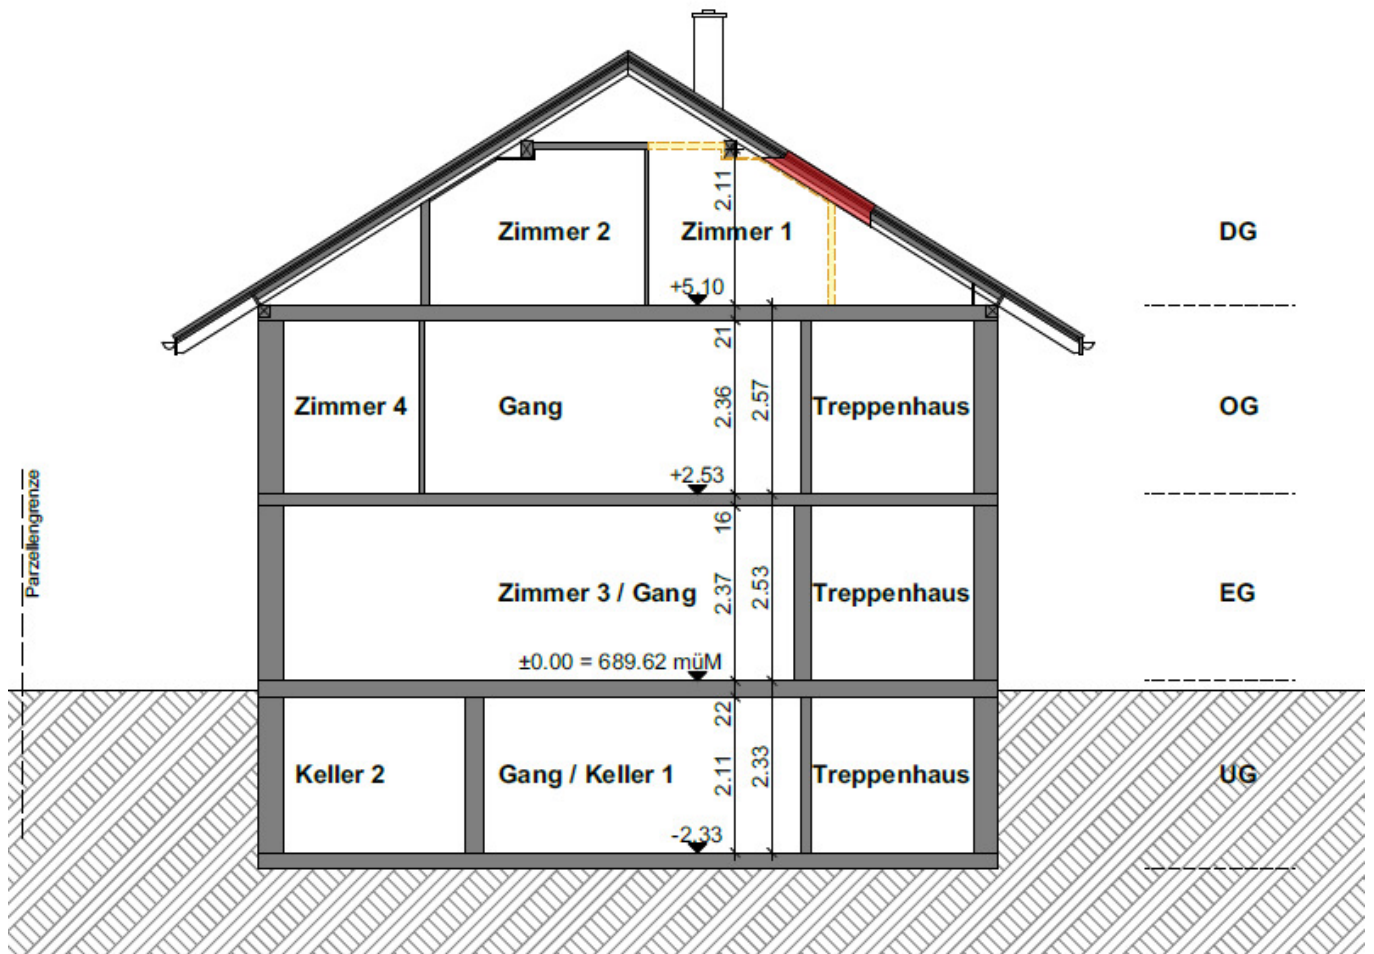 2.11
Zimmer 2
Zimmer 1
DG
+5.10
21
Zimmer 4
Gang
2.36
2.57
Treppenhaus
OG
+2.53
Parzellengrenze
16
Zimmer 3 / Gang
2.37
2.53
Treppenhaus
EG
±0.00 = 689.62 müM
22
Keller 2
Gang / Keller 1
2.11
2.33
Treppenhaus
UG
-2.33